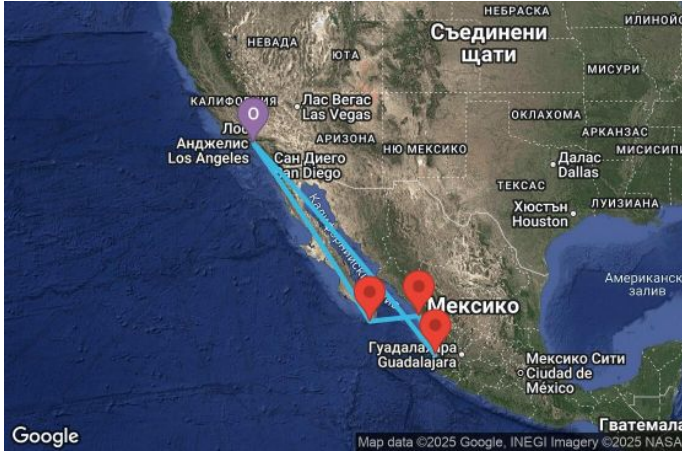 НЕБРАСКА
Съединени
щати
ИЛИНОЙС
НЕВАДА
ЮТА
МИСУРИ
КАЛИФОРНИЯ
O
Лас Вегас
Las Vegas
ОКЛАХОМА
Лос
Анджелис
Los Angeles
АРИЗОНА
НЮ МЕКСИКО
АРКАНЗАС
МИСИСИПИ
Сан Диего
San Diego
Далас
Dallas
ТЕКСАС
Хюстън
Houston
ЛУИЗИАНА
Американск
залив
Мексико
Гуадалахара
Guadalajara
Мексико Сити
Ciudad de
México
Гватемала
Google
Map data ©2025 Google, INEGI Imagery ©2025 NASA